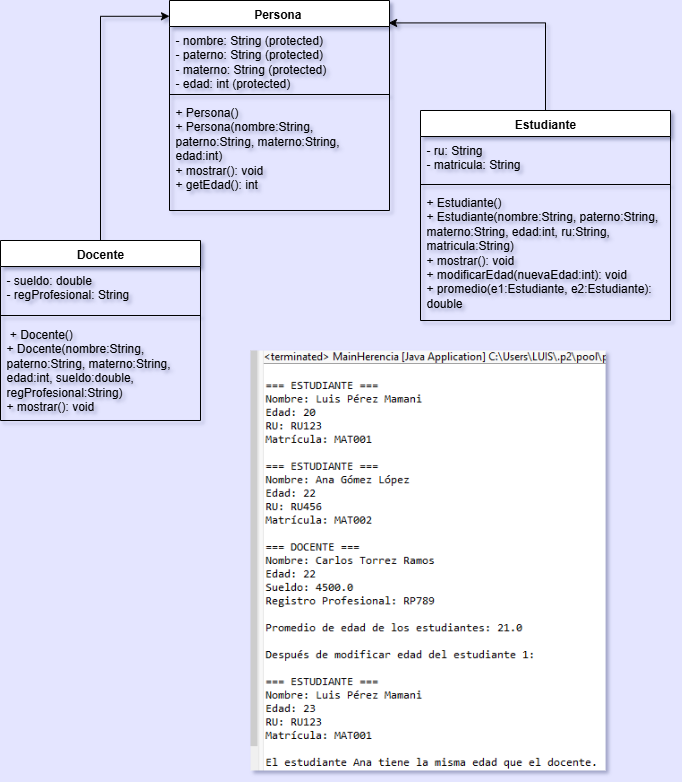 Persona
- nombre: String (protected)
- paterno: String (protected)
- materno: String (protected)
- edad: int (protected)
+ Persona()
+ Persona(nombre:String,
paterno:String, materno:String,
edad:int)
+ mostrar(): void
+ getEdad(): int
Estudiante
- ru: String
- matricula: String
+ Estudiante()
+ Estudiante(nombre:String, paterno:String,
materno:String, edad:int, ru:String,
matricula:String)
+ mostrar(): void
+ modificarEdad(nuevaEdad:int): void
+ promedio(e1:Estudiante, e2:Estudiante):
double
Docente
- sueldo: double
- regProfesional: String
+ Docente()
+ Docente(nombre:String,
paterno:String, materno:String,
edad:int, sueldo:double,
regProfesional:String)
+ mostrar(): void
<terminated> MainHerencia [Java Application] C:\Users\LUIS\.p2\pool\p
=== ESTUDIANTE ===
Nombre: Luis Pérez Mamani
Edad: 20
RU: RU123
Matrícula: MAT001
=== ESTUDIANTE ===
Nombre: Ana Gómez López
Edad: 22
RU: RU456
Matrícula: MAT002
=== DOCENTE ===
Nombre: Carlos Torrez Ramos
Edad: 22
Sueldo: 4500.0
Registro Profesional: RP789
Promedio de edad de los estudiantes: 21.0
Después de modificar edad del estudiante 1:
=== ESTUDIANTE ===
Nombre: Luis Pérez Mamani
Edad: 23
RU: RU123
Matrícula: MAT001
El estudiante Ana tiene la misma edad que el docente.